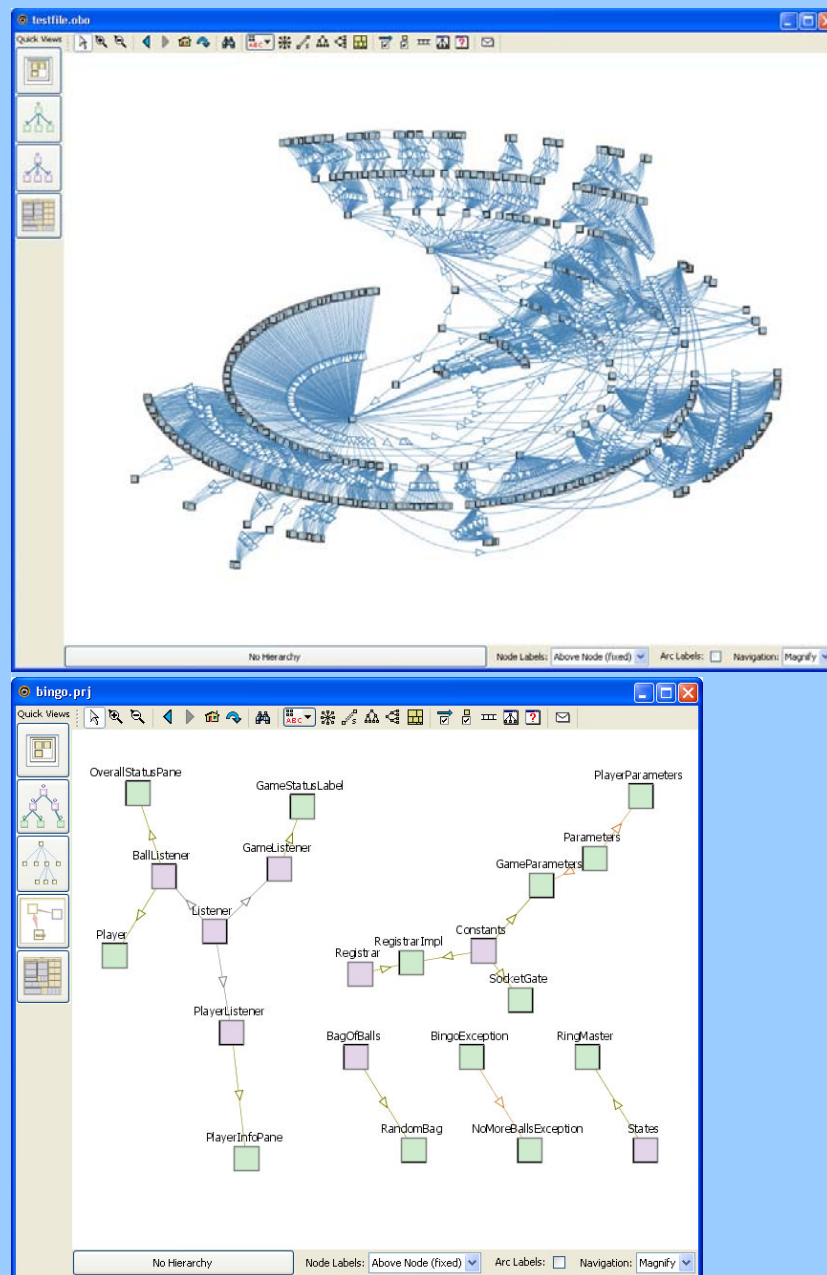 testfile.obo
Quick Views
ABC
No Hierarchy
Node Labels: Above Node (fixed)
Arc Labels:
Navigation: Magnify
bingo.prj
Quick Views
ABC
OverallStatusPane
PlayerParameters
GameStatusLabel
Parameters
BallListener
GameListener
GameParameters
Listener
Player
Constants
RegistrarImpl
Registrar
SocketGate
PlayerListener
BagOfBalls
BingoException
RingMaster
PlayerInfoPane
RandomBag
NoMoreBallsException
States
No Hierarchy
Node Labels: Above Node (fixed)
Arc Labels:
Navigation: Magnify